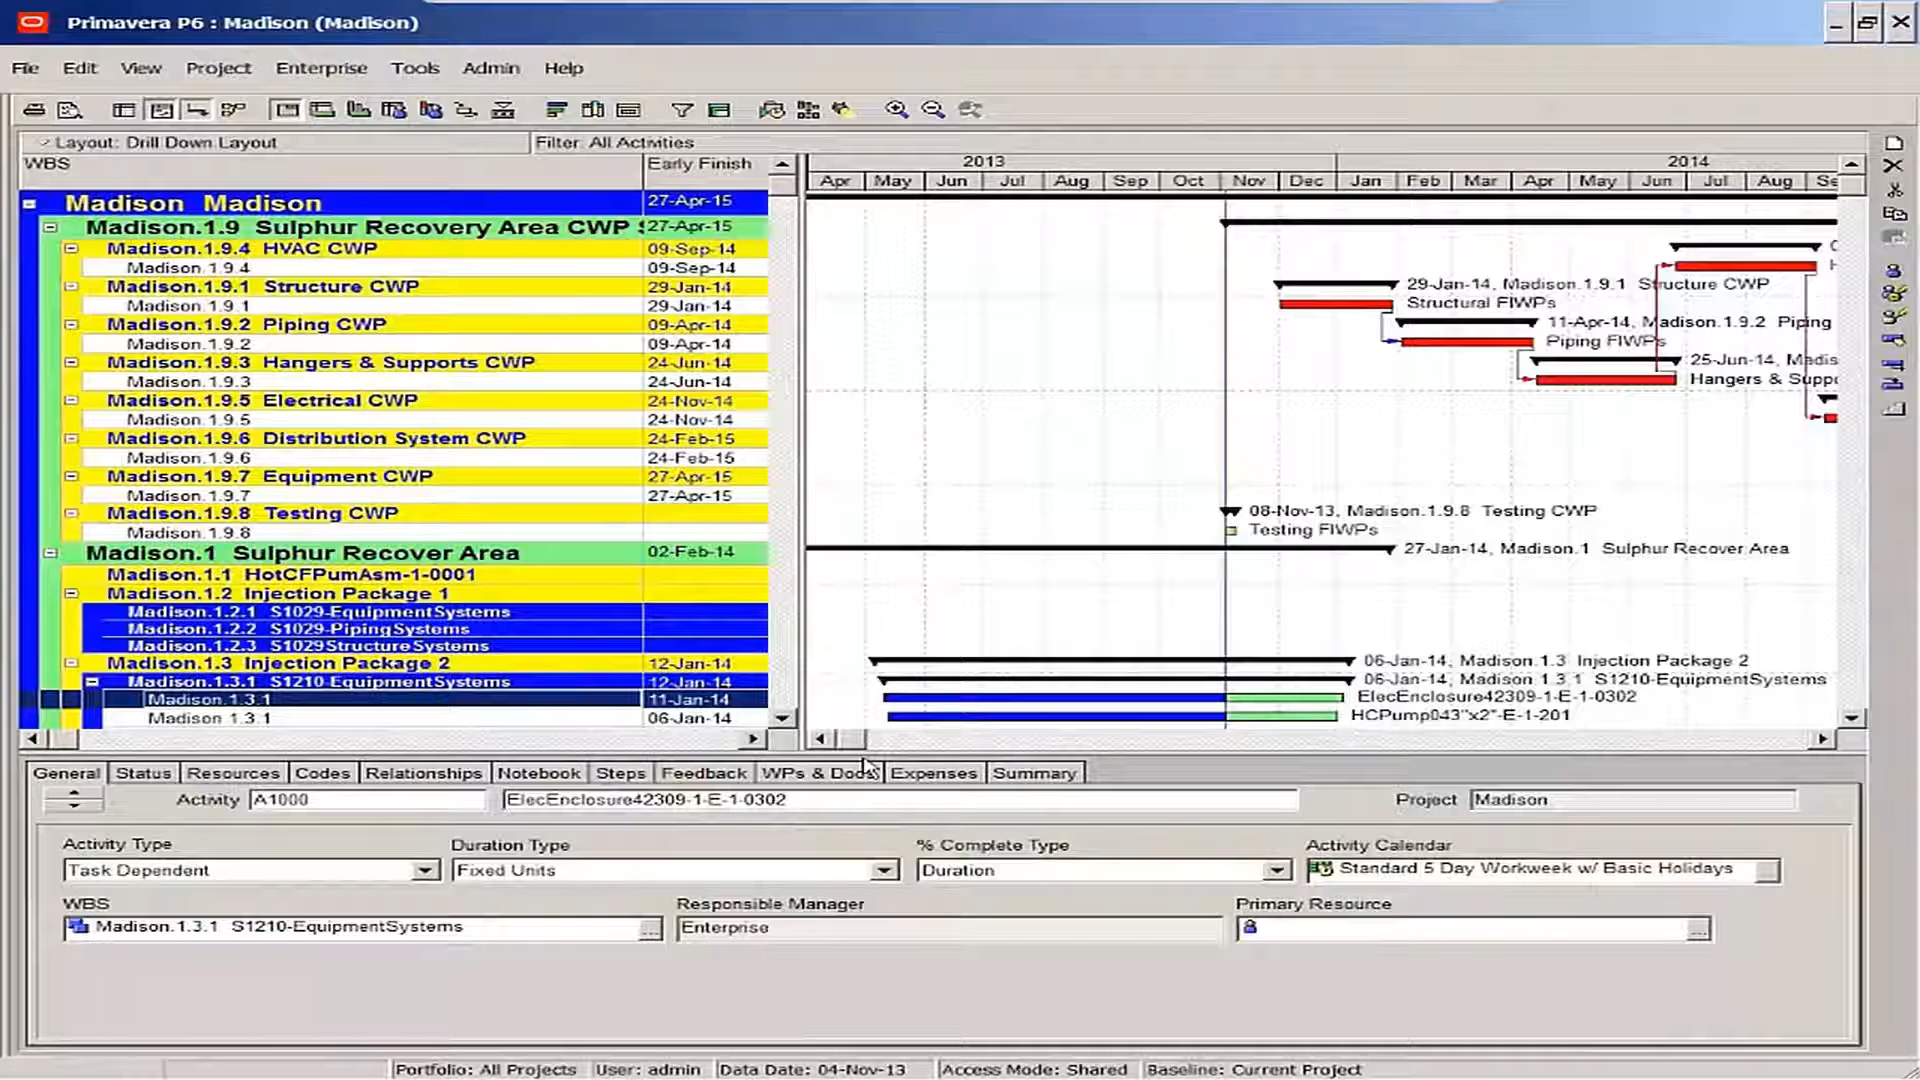 Primavera P6 : Madison (Madison)
File Edit View Project Enterprise Tools Admin Help
Layout: Drill Down Layout Filter: All Activities
WBS Early Finish
2013 2014
Apr May Jun Jul Aug Sep Oct Nov Dec Jan Feb Mar Apr May Jun Jul Aug Se
Madison Madison 27-Apr-15
Madison.1.9 Sulphur Recovery Area CWP 27-Apr-15
Madison.1.9.4 HVAC CWP 09-Sep-14
Madison.1.9.4 09-Sep-14
Madison.1.9.1 Structure CWP 29-Jan-14 29-Jan-14, Madison.1.9.1 Structure CWP
Madison.1.9.1 29-Jan-14 Structural FIWPs
Madison.1.9.2 Piping CWP 09-Apr-14 11-Apr-14, Madison.1.9.2 Piping
Madison.1.9.2 09-Apr-14 Piping FIWPs
Madison.1.9.3 Hangers & Supports CWP 24-Jun-14 25-Jun-14, Madis
Madison.1.9.3 24-Jun-14 Hangers & Suppo
Madison.1.9.5 Electrical CWP 24-Nov-14
Madison.1.9.5 24-Nov-14
Madison.1.9.6 Distribution System CWP 24-Feb-15
Madison.1.9.6 24-Feb-15
Madison.1.9.7 Equipment CWP 27-Apr-15
Madison.1.9.7 27-Apr-15
Madison.1.9.8 Testing CWP 08-Nov-13, Madison.1.9.8 Testing CWP
Madison.1.9.8 Testing FIWPs
Madison.1 Sulphur Recover Area 02-Feb-14 27-Jan-14, Madison.1 Sulphur Recover Area
Madison.1.1 HotCFPumAsm-1-0001
Madison.1.2 Injection Package 1
Madison.1.2.1 S1029-EquipmentSystems
Madison.1.2.2 S1029-PipingSystems
Madison.1.2.3 S1029StructureSystems
Madison.1.3 Injection Package 2 12-Jan-14 06-Jan-14, Madison.1.3 Injection Package 2
Madison.1.3.1 S1210-EquipmentSystems 12-Jan-14 06-Jan-14, Madison.1.3.1 S1210-EquipmentSystems
Madison.1.3.1 11-Jan-14 ElecEnclosure42309-1-E-1-0302
Madison.1.3.1 06-Jan-14 HCPump043"x2"-E-1-201
General Status Resources Codes Relationships Notebook Steps Feedback WPs & Docs Expenses Summary
Activity A1000 ElecEnclosure42309-1-E-1-0302 Project Madison
Activity Type Duration Type % Complete Type Activity Calendar
Task Dependent Fixed Units Duration Standard 5 Day Workweek w/ Basic Holidays
WBS Responsible Manager Primary Resource
Madison.1.3.1 S1210-EquipmentSystems Enterprise
Portfolio: All Projects User: admin Data Date: 04-Nov-13 Access Mode: Shared Baseline: Current Project